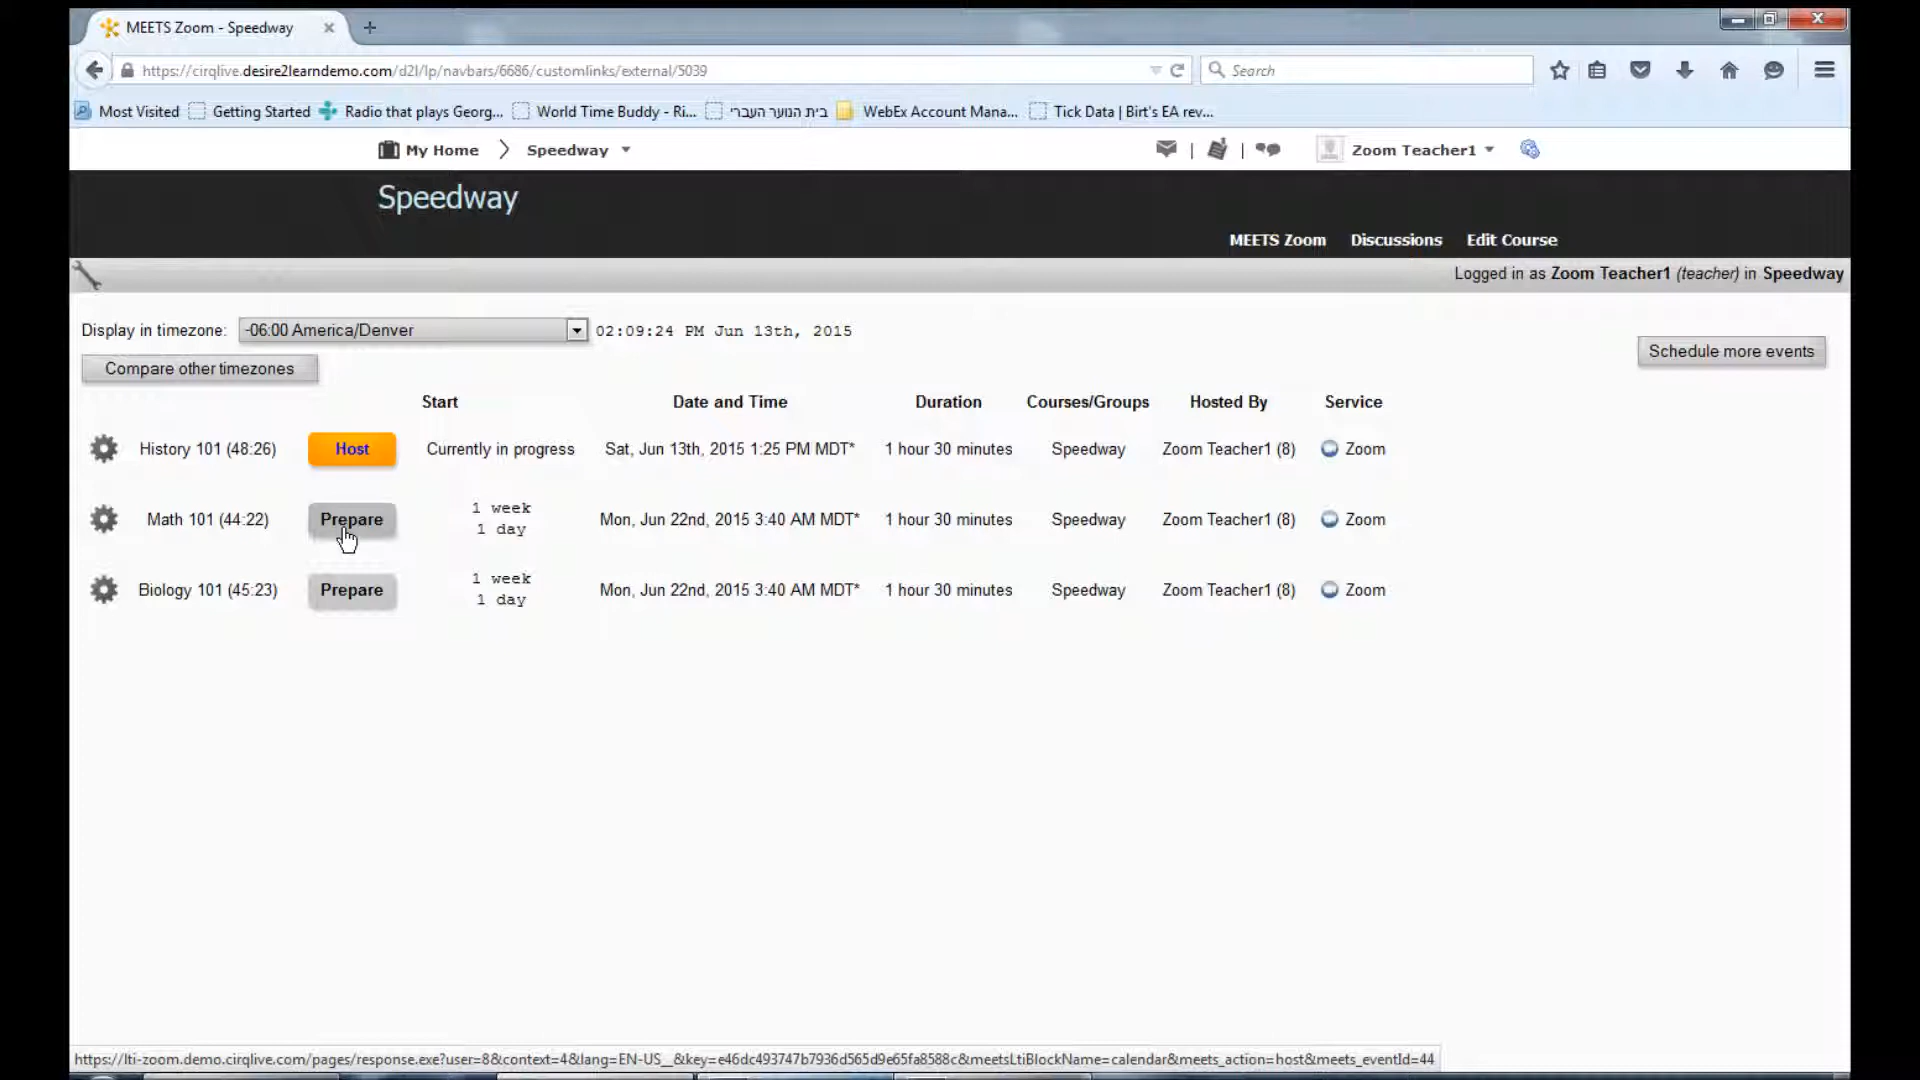 MEETS Zoom - Speedway
https://cirqlive.desire2learndemo.com/d2l/lp/navbars/6686/customlinks/external/5039
Search
Most Visited Getting Started Radio that plays Georg... World Time Buddy - Ri... בית הנוער העברי WebEx Account Mana... Tick Data | Birt's EA rev...
My Home Speedway Zoom Teacher1
Speedway
MEETS Zoom Discussions Edit Course
Logged in as Zoom Teacher1 (teacher) in Speedway
Display in timezone: -06:00 America/Denver 02:09:24 PM Jun 13th, 2015
Schedule more events
Compare other timezones
Start Date and Time Duration Courses/Groups Hosted By Service
History 101 (48:26) Host Currently in progress Sat, Jun 13th, 2015 1:25 PM MDT* 1 hour 30 minutes Speedway Zoom Teacher1 (8) Zoom
Math 101 (44:22) Prepare 1 week 1 day Mon, Jun 22nd, 2015 3:40 AM MDT* 1 hour 30 minutes Speedway Zoom Teacher1 (8) Zoom
Biology 101 (45:23) Prepare 1 week 1 day Mon, Jun 22nd, 2015 3:40 AM MDT* 1 hour 30 minutes Speedway Zoom Teacher1 (8) Zoom
https://lti-zoom.demo.cirqlive.com/pages/response.exe?user=8&context=4&lang=EN-US__&key=e46dc493747b7936d565d9e65fa8588c&meetsLtiBlockName=calendar&meets_action=host&meets_eventId=44